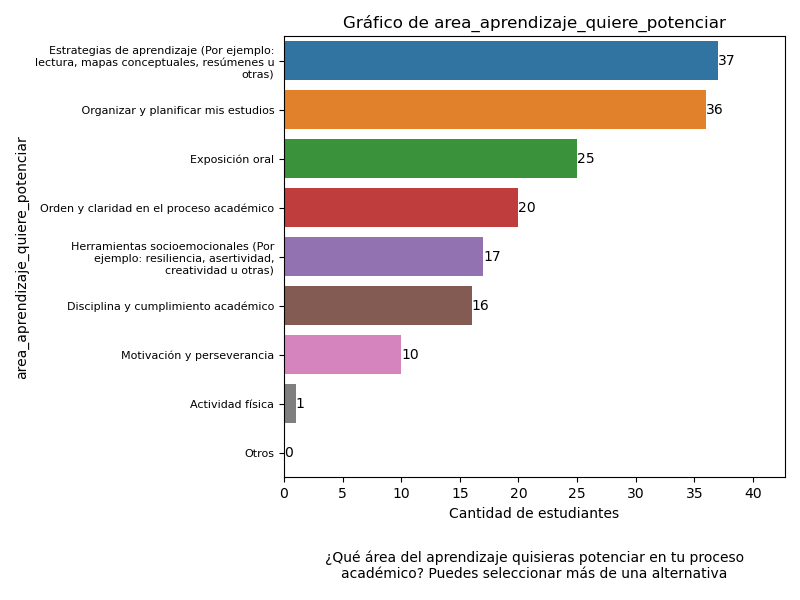 Gráfico de area_aprendizaje_quiere_potenciar
area_aprendizaje_quiere_potenciar
Estrategias de aprendizaje (Por ejemplo:
lectura, mapas conceptuales, resúmenes u
otras)
37
Organizar y planificar mis estudios
36
Exposición oral
25
Orden y claridad en el proceso académico
20
Herramientas socioemocionales (Por
ejemplo: resiliencia, asertividad,
creatividad u otras)
17
Disciplina y cumplimiento académico
16
Motivación y perseverancia
10
Actividad física
1
Otros
0
0 5 10 15 20 25 30 35 40
Cantidad de estudiantes
¿Qué área del aprendizaje quisieras potenciar en tu proceso
académico? Puedes seleccionar más de una alternativa